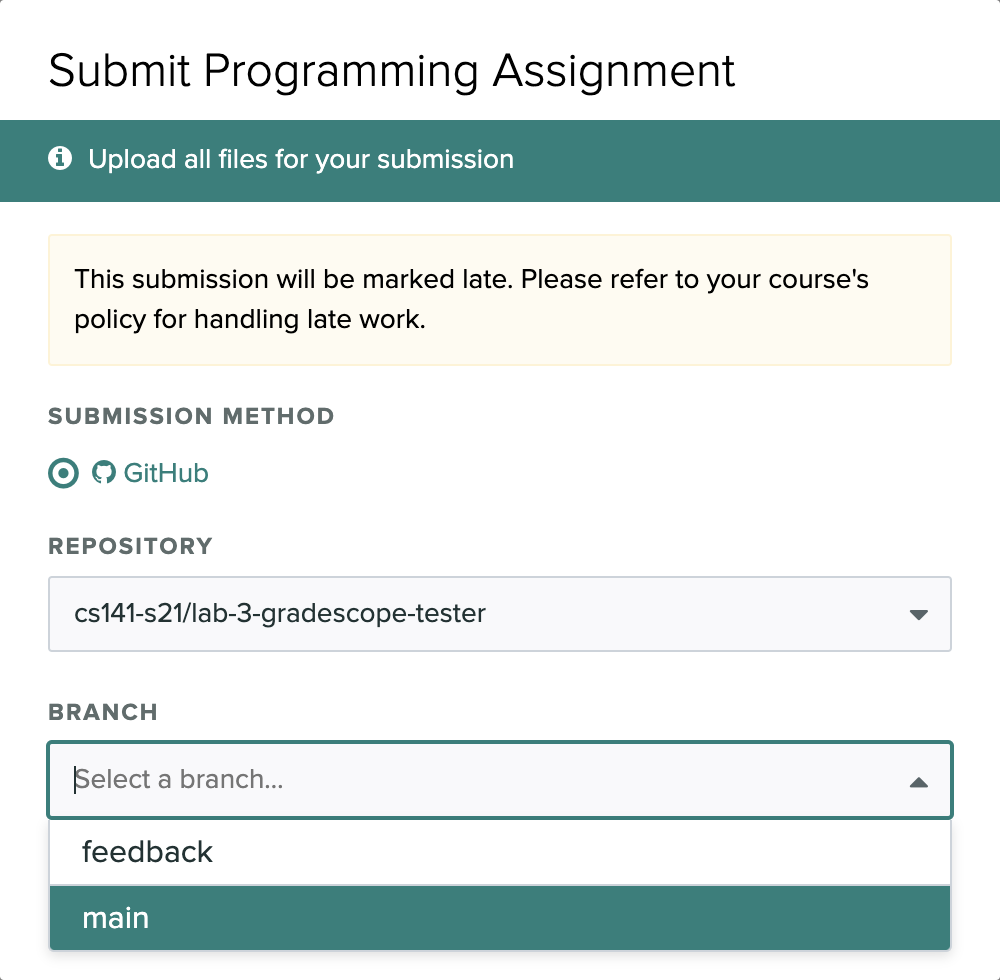 Submit Programming Assignment
Upload all files for your submission
This submission will be marked late. Please refer to your course's
policy for handling late work.
SUBMISSION METHOD
GitHub
REPOSITORY
cs141-s21/lab-3-gradescope-tester
BRANCH
Select a branch...
feedback
main